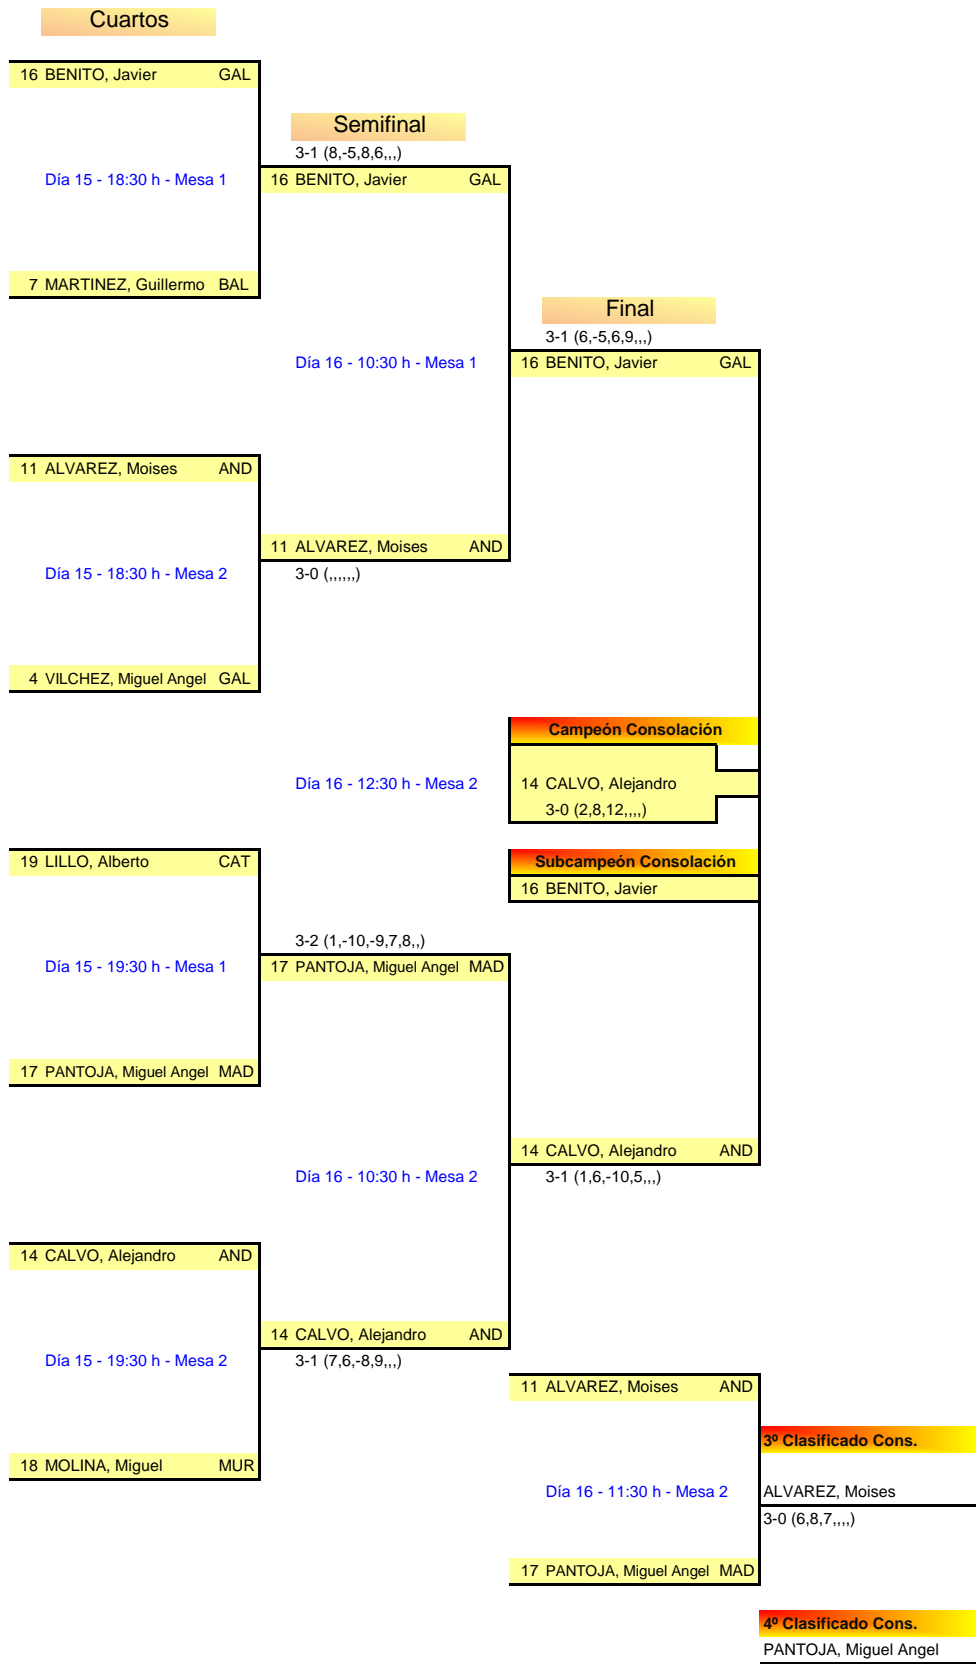 Cuartos
16 BENITO, Javier GAL
Semifinal
3-1 (8,-5,8,6,,,)
Día 15 - 18:30 h - Mesa 1
16 BENITO, Javier GAL
7 MARTINEZ, Guillermo BAL
Final
3-1 (6,-5,6,9,,,)
Día 16 - 10:30 h - Mesa 1
16 BENITO, Javier GAL
11 ALVAREZ, Moises AND
11 ALVAREZ, Moises AND
Día 15 - 18:30 h - Mesa 2
3-0 (,,,,,,)
4 VILCHEZ, Miguel Angel GAL
Campeón Consolación
Día 16 - 12:30 h - Mesa 2
14 CALVO, Alejandro
3-0 (2,8,12,,,,)
19 LILLO, Alberto CAT
Subcampeón Consolación
16 BENITO, Javier
3-2 (1,-10,-9,7,8,,)
Día 15 - 19:30 h - Mesa 1
17 PANTOJA, Miguel Angel MAD
17 PANTOJA, Miguel Angel MAD
14 CALVO, Alejandro AND
Día 16 - 10:30 h - Mesa 2
3-1 (1,6,-10,5,,,)
14 CALVO, Alejandro AND
14 CALVO, Alejandro AND
Día 15 - 19:30 h - Mesa 2
3-1 (7,6,-8,9,,,)
11 ALVAREZ, Moises AND
3º Clasificado Cons.
18 MOLINA, Miguel MUR
Día 16 - 11:30 h - Mesa 2
ALVAREZ, Moises
3-0 (6,8,7,,,,)
17 PANTOJA, Miguel Angel MAD
4º Clasificado Cons.
PANTOJA, Miguel Angel